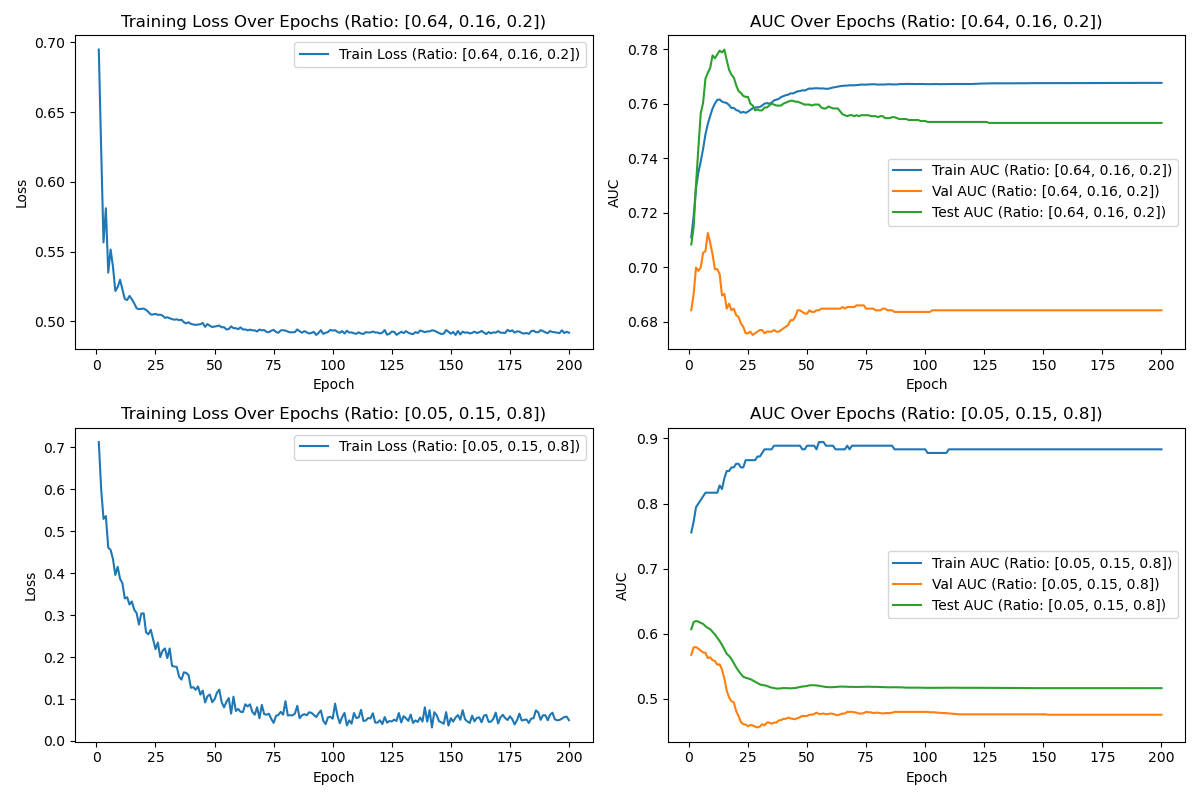 Training Loss Over Epochs (Ratio: [0.64, 0.16, 0.2])
0.70
0.65
0.60
0.55
0.50
Loss
Train Loss (Ratio: [0.64, 0.16, 0.2])
0 25 50 75 100 125 150 175 200
Epoch
AUC Over Epochs (Ratio: [0.64, 0.16, 0.2])
0.78
0.76
0.74
0.72
0.70
0.68
AUC
Train AUC (Ratio: [0.64, 0.16, 0.2])
Val AUC (Ratio: [0.64, 0.16, 0.2])
Test AUC (Ratio: [0.64, 0.16, 0.2])
0 25 50 75 100 125 150 175 200
Epoch
Training Loss Over Epochs (Ratio: [0.05, 0.15, 0.8])
0.7
0.6
0.5
0.4
0.3
0.2
0.1
0.0
Loss
Train Loss (Ratio: [0.05, 0.15, 0.8])
0 25 50 75 100 125 150 175 200
Epoch
AUC Over Epochs (Ratio: [0.05, 0.15, 0.8])
0.9
0.8
0.7
0.6
0.5
AUC
Train AUC (Ratio: [0.05, 0.15, 0.8])
Val AUC (Ratio: [0.05, 0.15, 0.8])
Test AUC (Ratio: [0.05, 0.15, 0.8])
0 25 50 75 100 125 150 175 200
Epoch